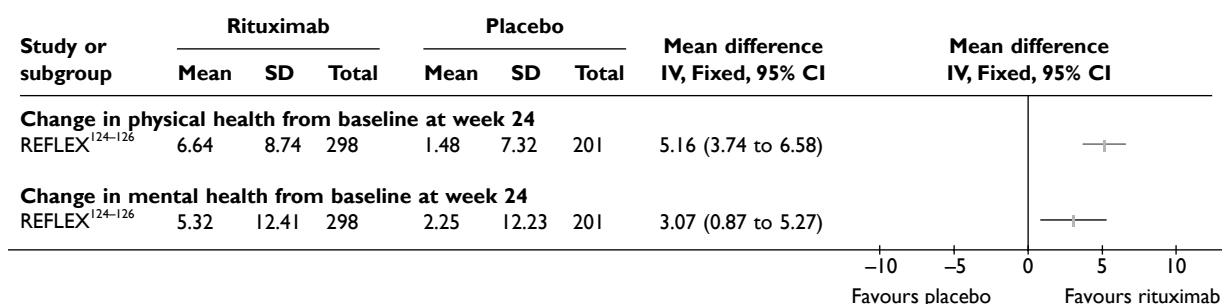 Rituximab Placebo
Study or subgroup Mean SD Total Mean SD Total Mean difference IV, Fixed, 95% CI Mean difference IV, Fixed, 95% CI
Change in physical health from baseline at week 24
REFLEX124–126 6.64 8.74 298 1.48 7.32 201 5.16 (3.74 to 6.58)
Change in mental health from baseline at week 24
REFLEX124–126 5.32 12.41 298 2.25 12.23 201 3.07 (0.87 to 5.27)
–10 –5 0 5 10
Favours placebo Favours rituximab